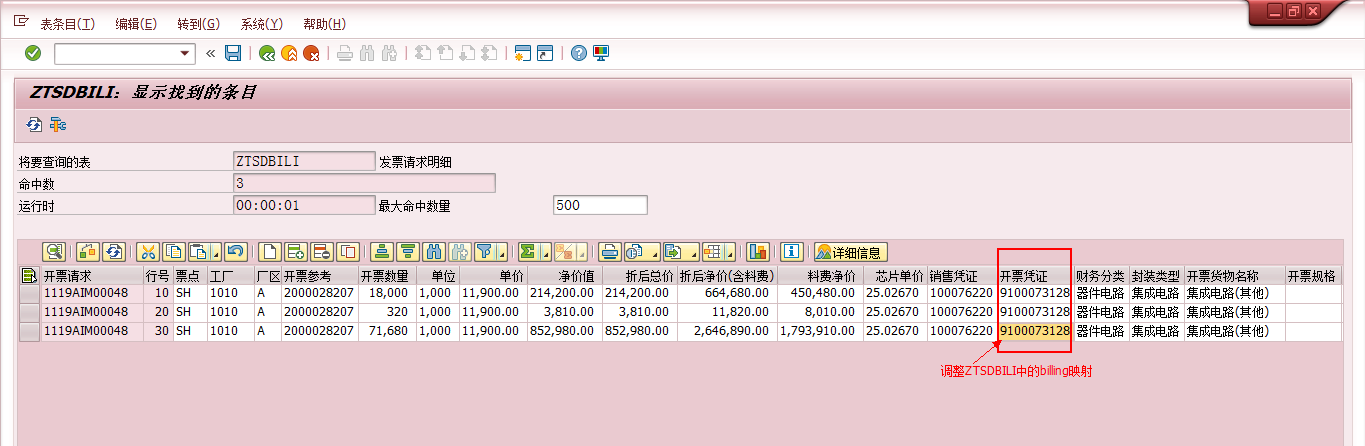 表条目(T) 编辑(E) 转到(G) 系统(Y) 帮助(H)
ZTSDBILI: 显示找到的条目
将要查询的表 ZTSDBILI 发票请求明细
命中数 3
运行时 00:00:01 最大命中数量 500
详细信息
开票请求 行号 票点 工厂 厂区 开票参考 开票数量 单位 单价 净价值 折后总价 折后净价(含料费) 料费净价 芯片单价 销售凭证 开票凭证 财务分类 封装类型 开票货物名称 开票规格
1119AIM00048 10 SH 1010 A 2000028207 18,000 1,000 11,900.00 214,200.00 214,200.00 664,680.00 450,480.00 25.02670 100076220 9100073128 器件电路 集成电路 集成电路(其他)
1119AIM00048 20 SH 1010 A 2000028207 320 1,000 11,900.00 3,810.00 3,810.00 11,820.00 8,010.00 25.02670 100076220 9100073128 器件电路 集成电路 集成电路(其他)
1119AIM00048 30 SH 1010 A 2000028207 71,680 1,000 11,900.00 852,980.00 852,980.00 2,646,890.00 1,793,910.00 25.02670 100076220 9100073128 器件电路 集成电路 集成电路(其他)
调整ZTSDBILI中的billing映射